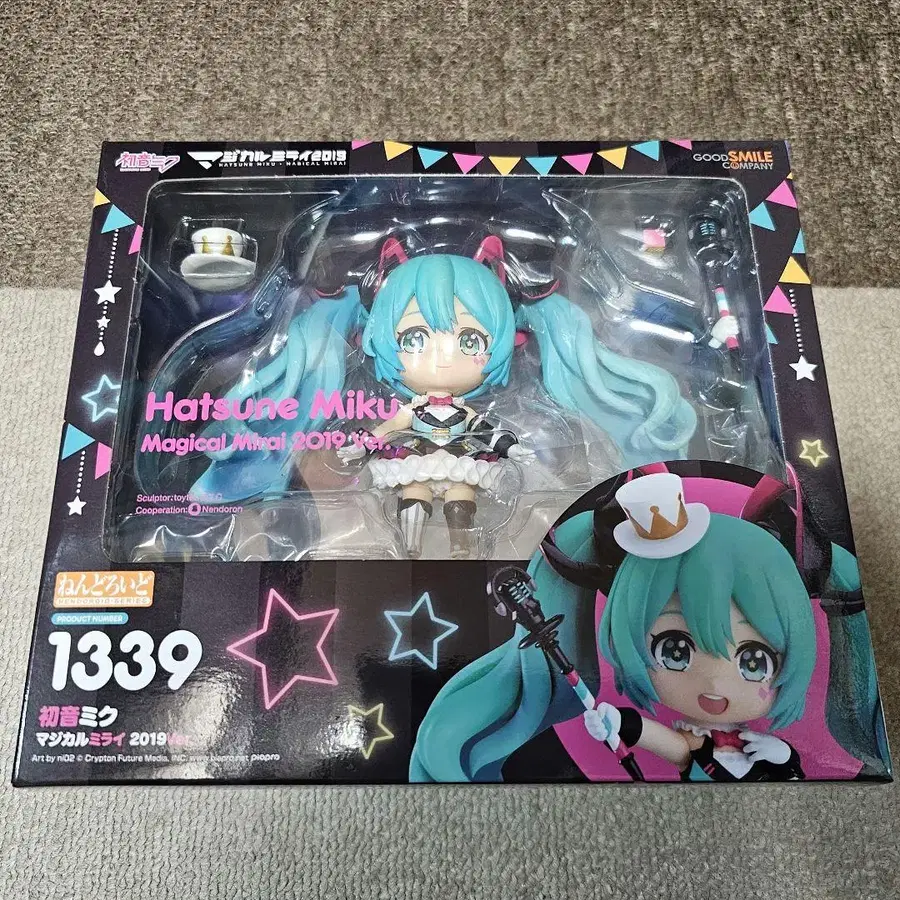 初音ミク
マジカルミライ2019
HATSUNE MIKU・MAGICAL MIRAI
GOOD SMILE
COMPANY
Hatsune Miku
Magical Mirai 2019 Ver.
Sculptor:
Cooperation: Nendoron
ねんどろいど
NENDOROID SERIES
PRODUCT NUMBER
1339
初音ミク
マジカルミライ 2019Ver.
Art by nio2 © Crypton Future Media, INC. www.piapro.net piapro